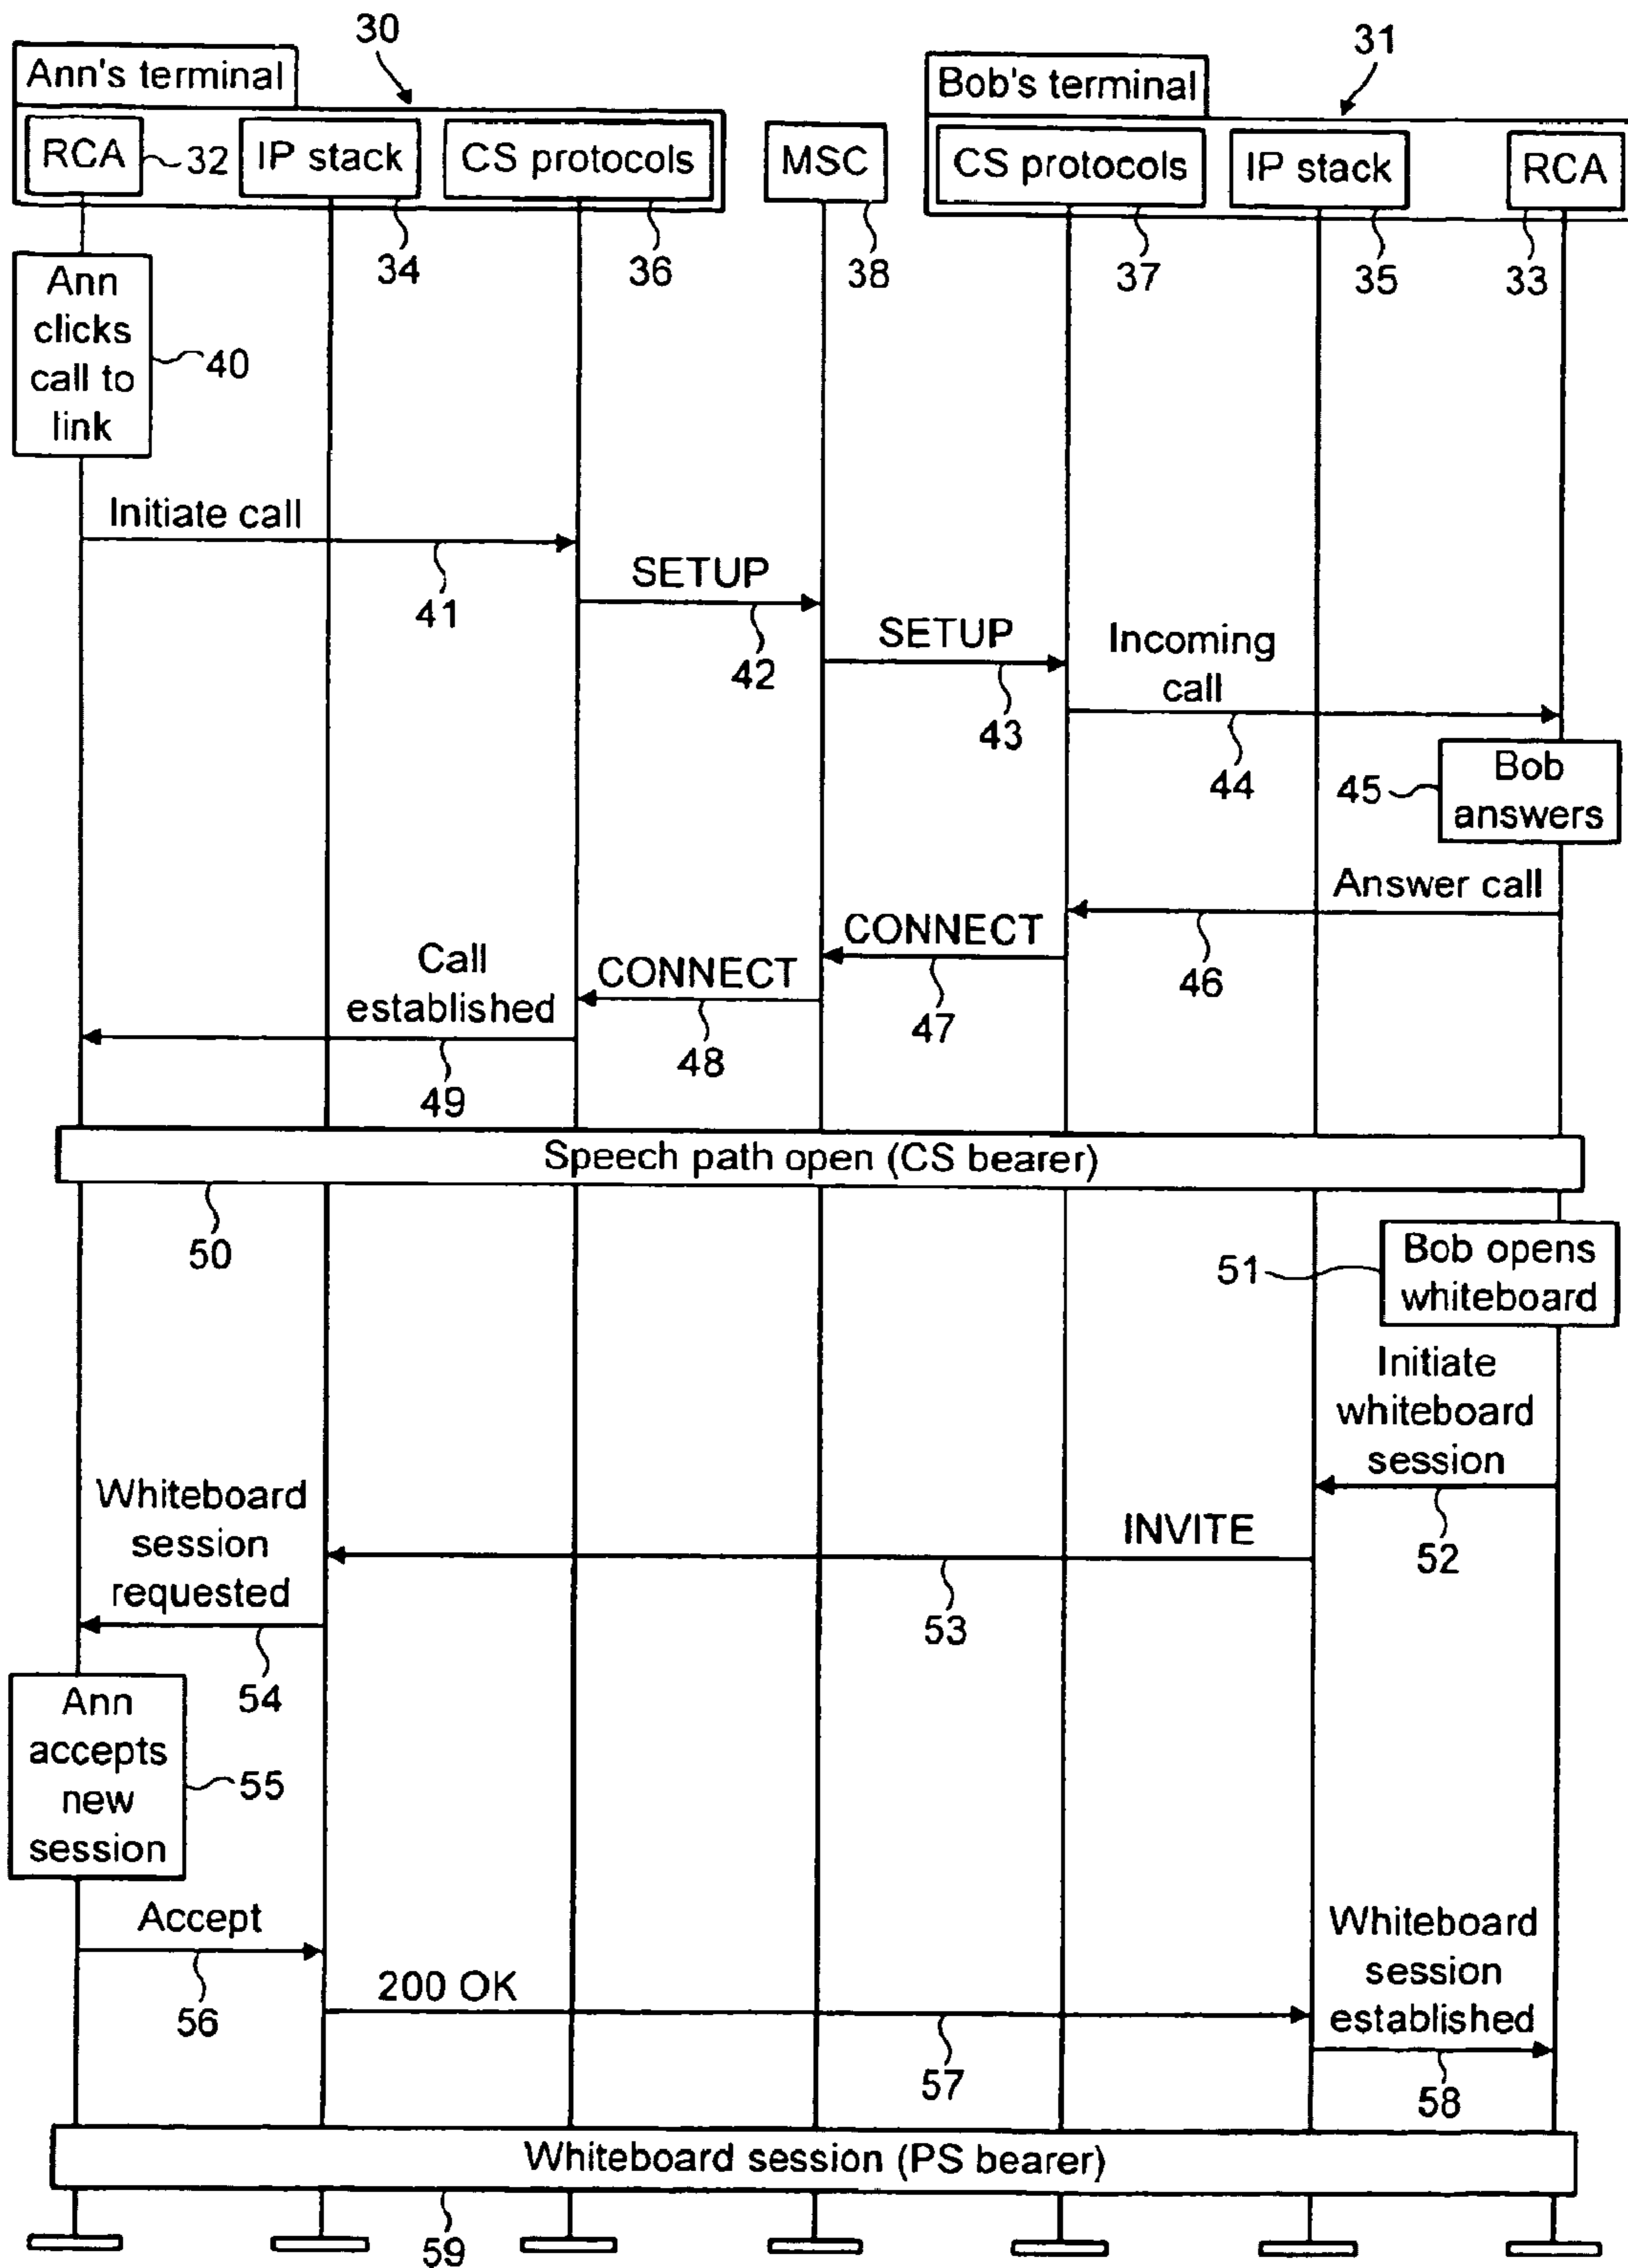 30
31
Ann's terminal
Bob's terminal
RCA
32
IP stack
CS protocols
MSC
CS protocols
IP stack
RCA
34
36
38
37
35
33
Ann
clicks
call to
link
40
Initiate call
41
SETUP
42
SETUP
43
Incoming
call
44
45
Bob
answers
Answer call
46
CONNECT
47
CONNECT
48
Call
established
49
Speech path open (CS bearer)
50
51
Bob opens
whiteboard
Initiate
whiteboard
session
52
INVITE
53
Whiteboard
session
requested
54
Ann
accepts
new
session
55
Accept
56
200 OK
57
Whiteboard
session
established
58
Whiteboard session (PS bearer)
59